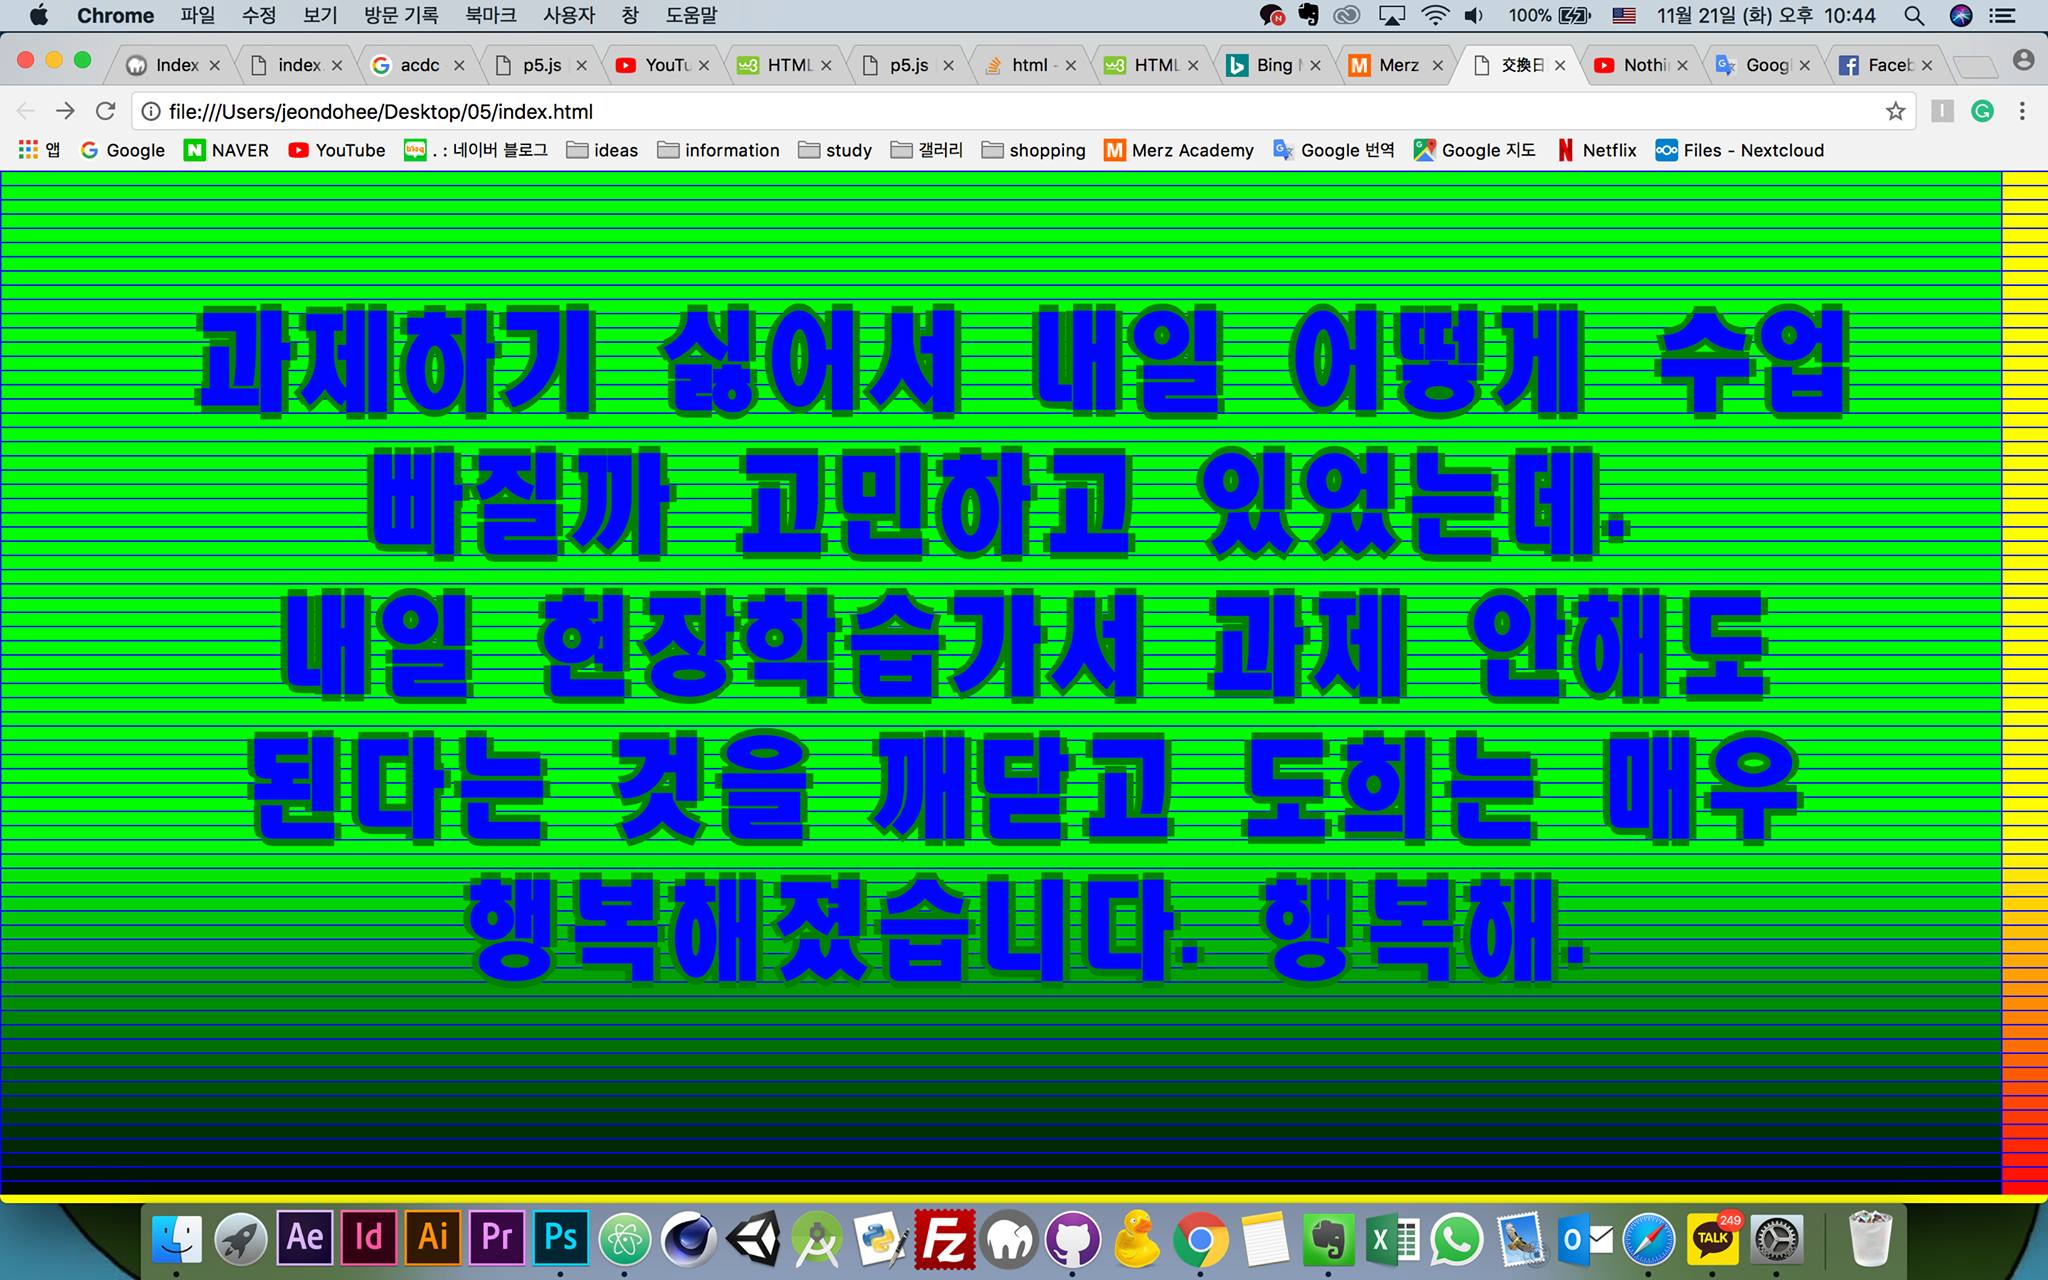 Chrome 파일 수정 보기 방문 기록 북마크 사용자 창 도움말 100% 11월 21일 (화) 오후 10:44
Index index. acdc p5.js YouTu HTML p5.js html - HTML Bing Merz 交換日 Nothi Googl Faceb
file:///Users/jeondohee/Desktop/05/index.html
앱 Google NAVER YouTube blog . : 네이버 블로그 ideas information study 갤러리 shopping Merz Academy Google 번역 Google 지도 Netflix Files - Nextcloud
과제하기 싫어서 내일 어떻게 수업
빠질까 고민하고 있었는데.
내일 현장학습가서 과제 안해도
된다는 것을 깨닫고 도희는 매우
행복해졌습니다. 행복해.
Ae Id Ai Pr Ps Fz TALK 249